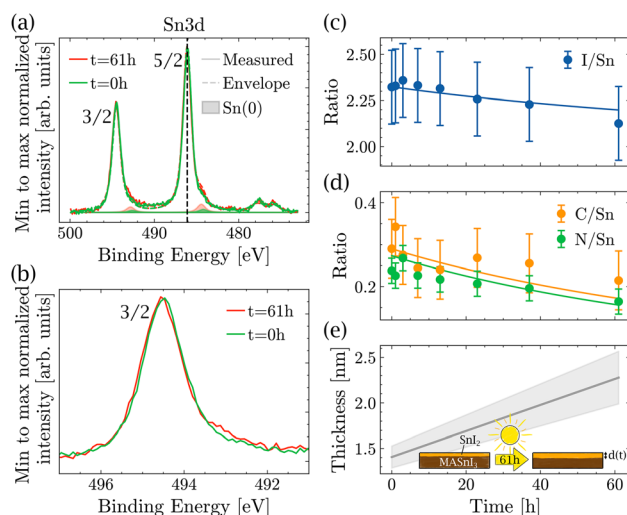 (a)
Sn3d
Min to max normalized
intensity [arb. units]
t=61h
t=0h
5/2
3/2
Measured
Envelope
Sn(0)
500
490
480
Binding Energy [eV]
(b)
Min to max normalized
intensity [arb. units]
3/2
t=61h
t=0h
496
494
492
Binding Energy [eV]
(c)
Ratio
2.50
2.25
2.00
I/Sn
(d)
Ratio
0.4
0.2
C/Sn
N/Sn
(e)
Thickness [nm]
2.5
2.0
1.5
SnI₂
MASnI₃
61h
d(t)
0
20
40
60
Time [h]